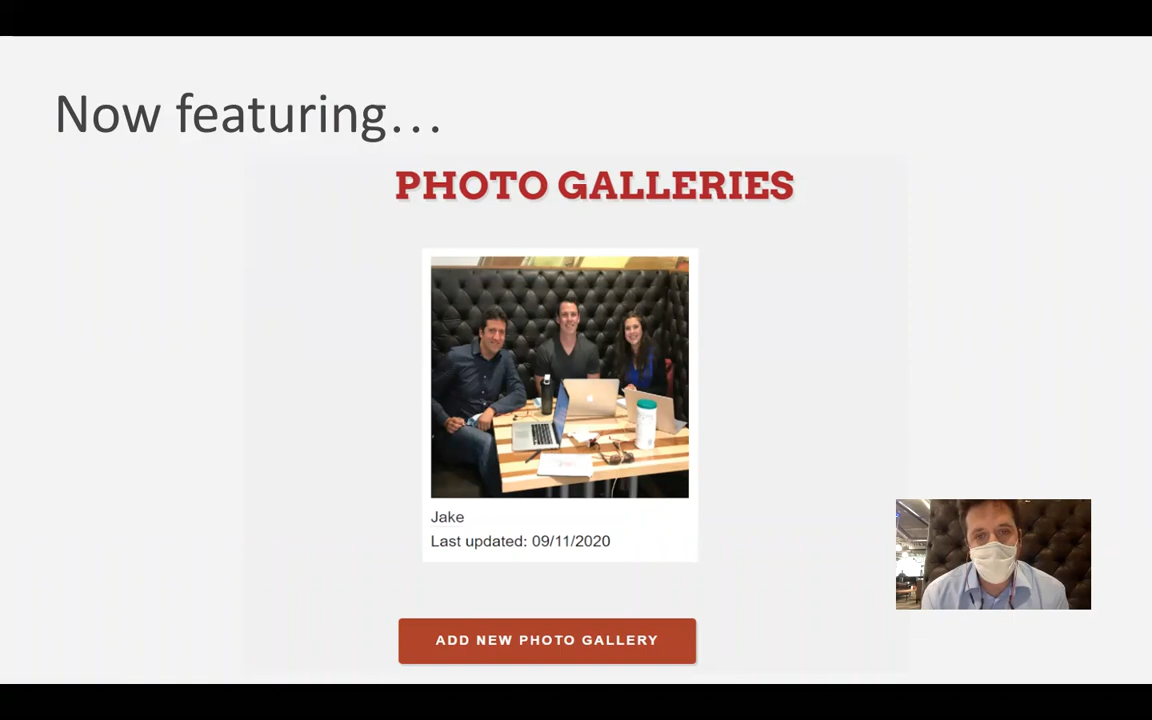 Now featuring…
PHOTO GALLERIES
Jake
Last updated: 09/11/2020
ADD NEW PHOTO GALLERY